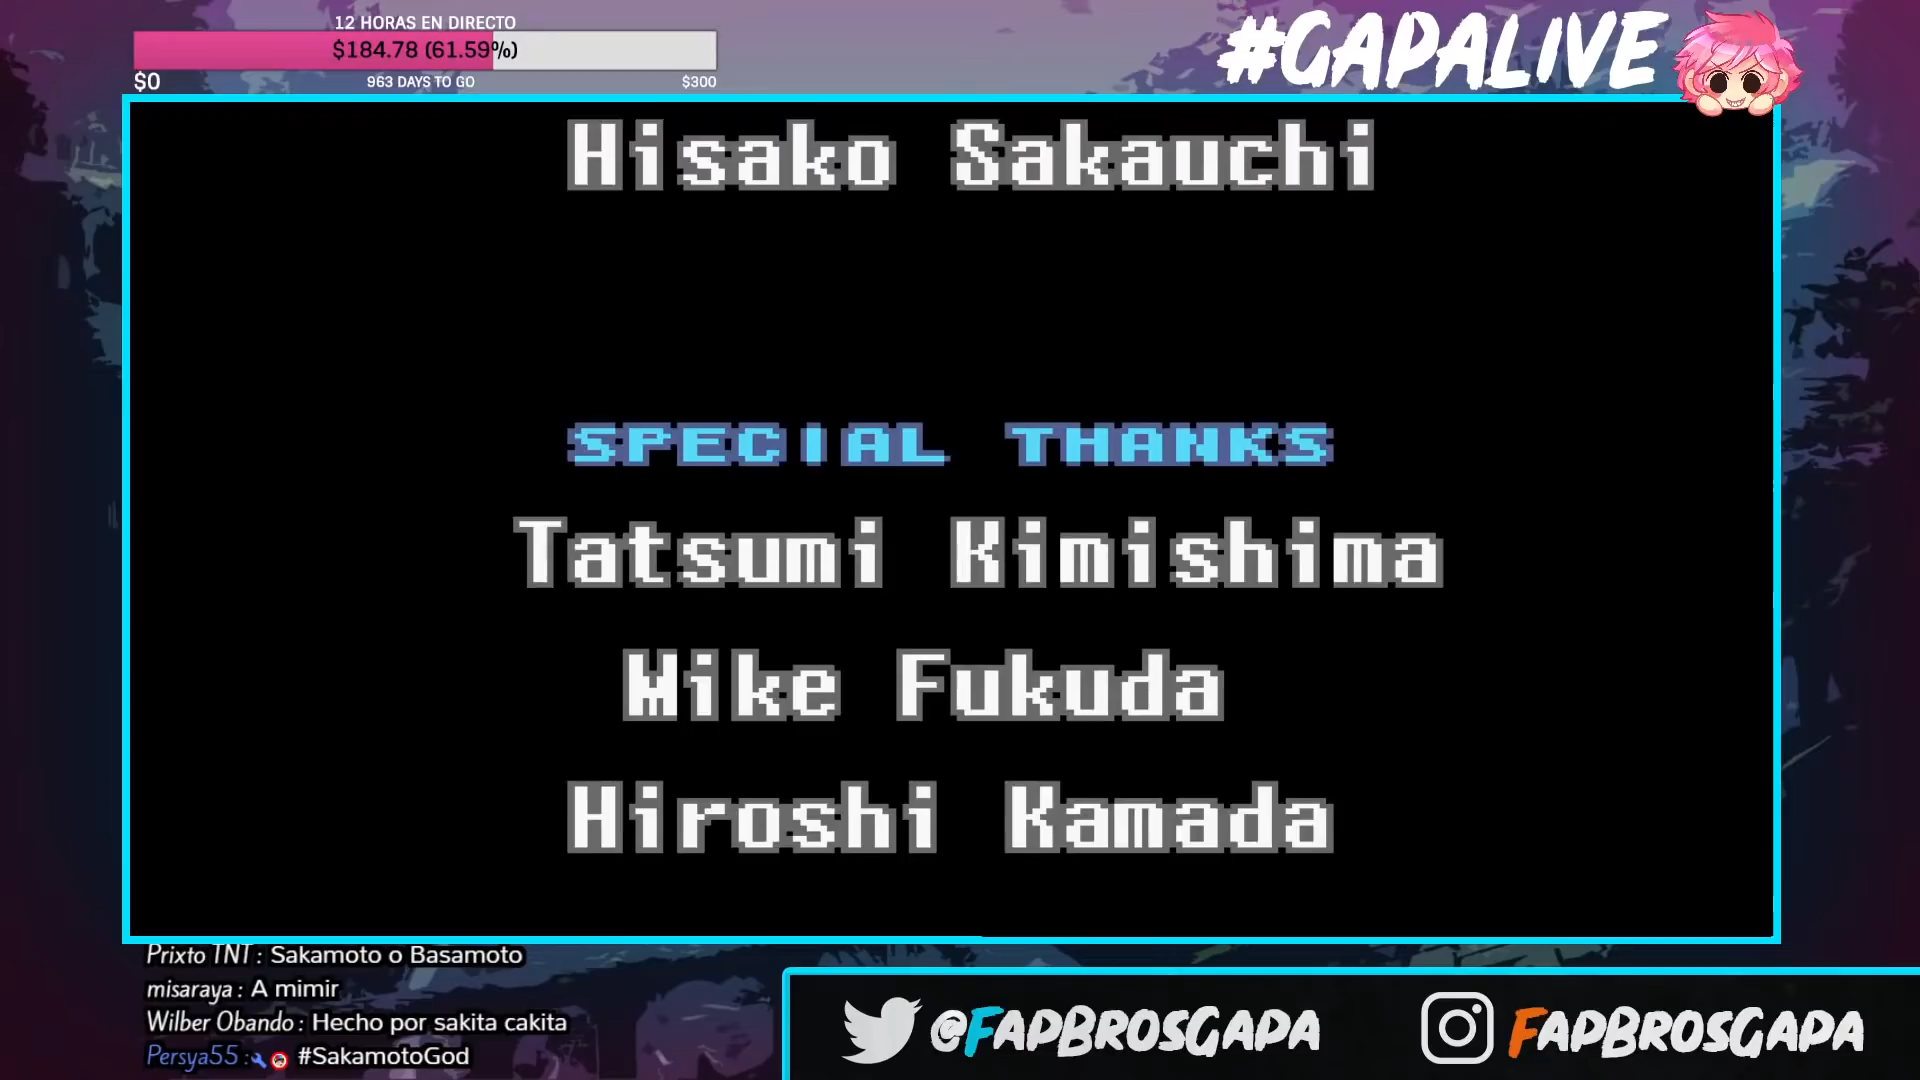 12 HORAS EN DIRECTO
$184.78 (61.59%)
$0
963 DAYS TO GO
$300
#GAPALIVE
Hisako Sakauchi
SPECIAL THANKS
Tatsumi Kimishima
Mike Fukuda
Hiroshi Kamada
Prixto TNT : Sakamoto o Basamoto
misaraya : A mimir
Wilber Obando : Hecho por sakita cakita
Persya55 : #SakamotoGod
@FAPBROSGAPA
FAPBROSGAPA